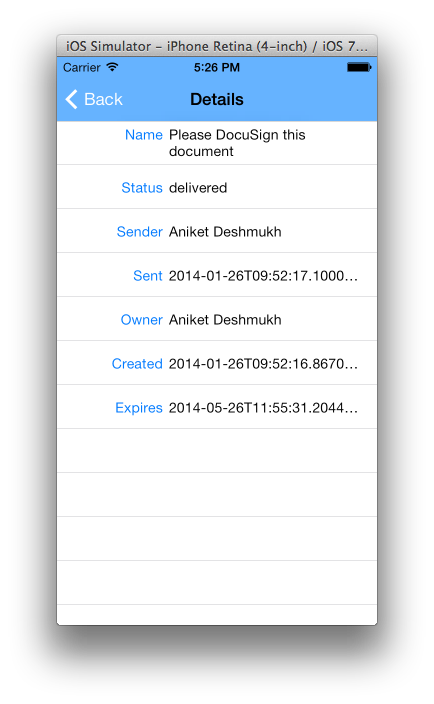 iOS Simulator - iPhone Retina (4-inch) / iOS 7...
Carrier 5:26 PM
Back Details
Name Please DocuSign this
document
Status delivered
Sender Aniket Deshmukh
Sent 2014-01-26T09:52:17.1000...
Owner Aniket Deshmukh
Created 2014-01-26T09:52:16.8670...
Expires 2014-05-26T11:55:31.2044...